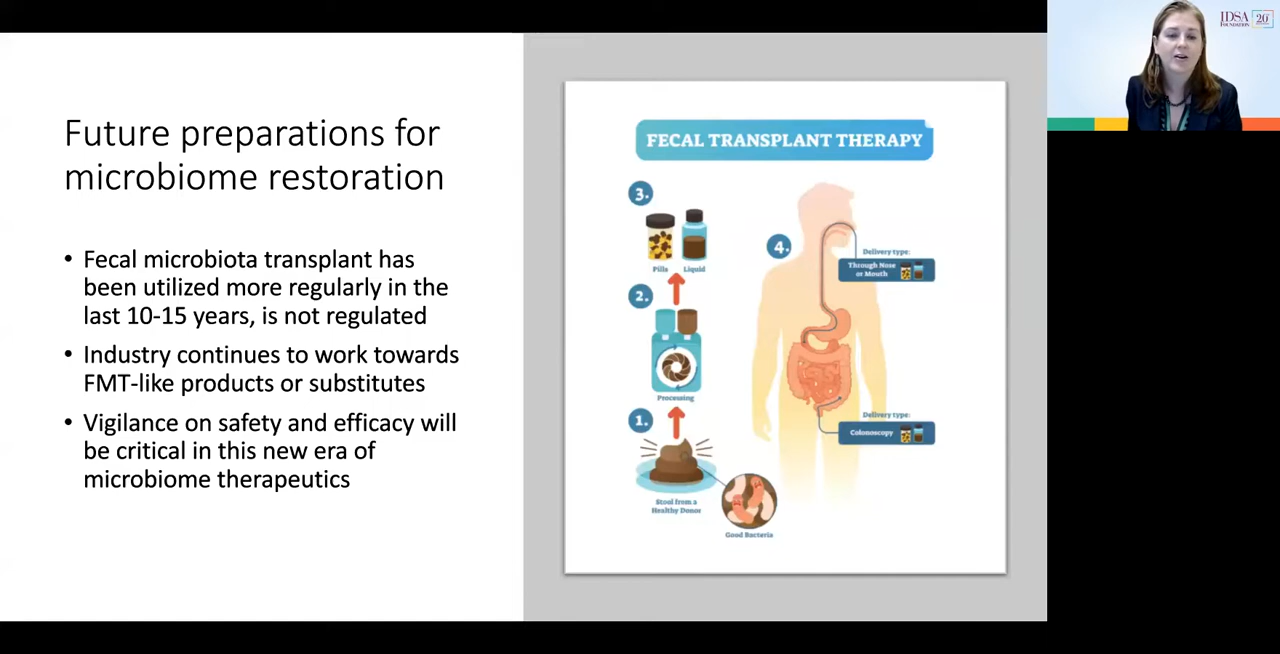 Future preparations for
microbiome restoration
• Fecal microbiota transplant has
been utilized more regularly in the
last 10-15 years, is not regulated
• Industry continues to work towards
FMT-like products or substitutes
• Vigilance on safety and efficacy will
be critical in this new era of
microbiome therapeutics
FECAL TRANSPLANT THERAPY
3.
Pills
Liquid
2.
Processing
1.
Stool from a
Healthy Donor
Good Bacteria
4.
Delivery type:
Through Nose
or Mouth
Delivery type:
Colonoscopy
IDSA
FOUNDATION
20